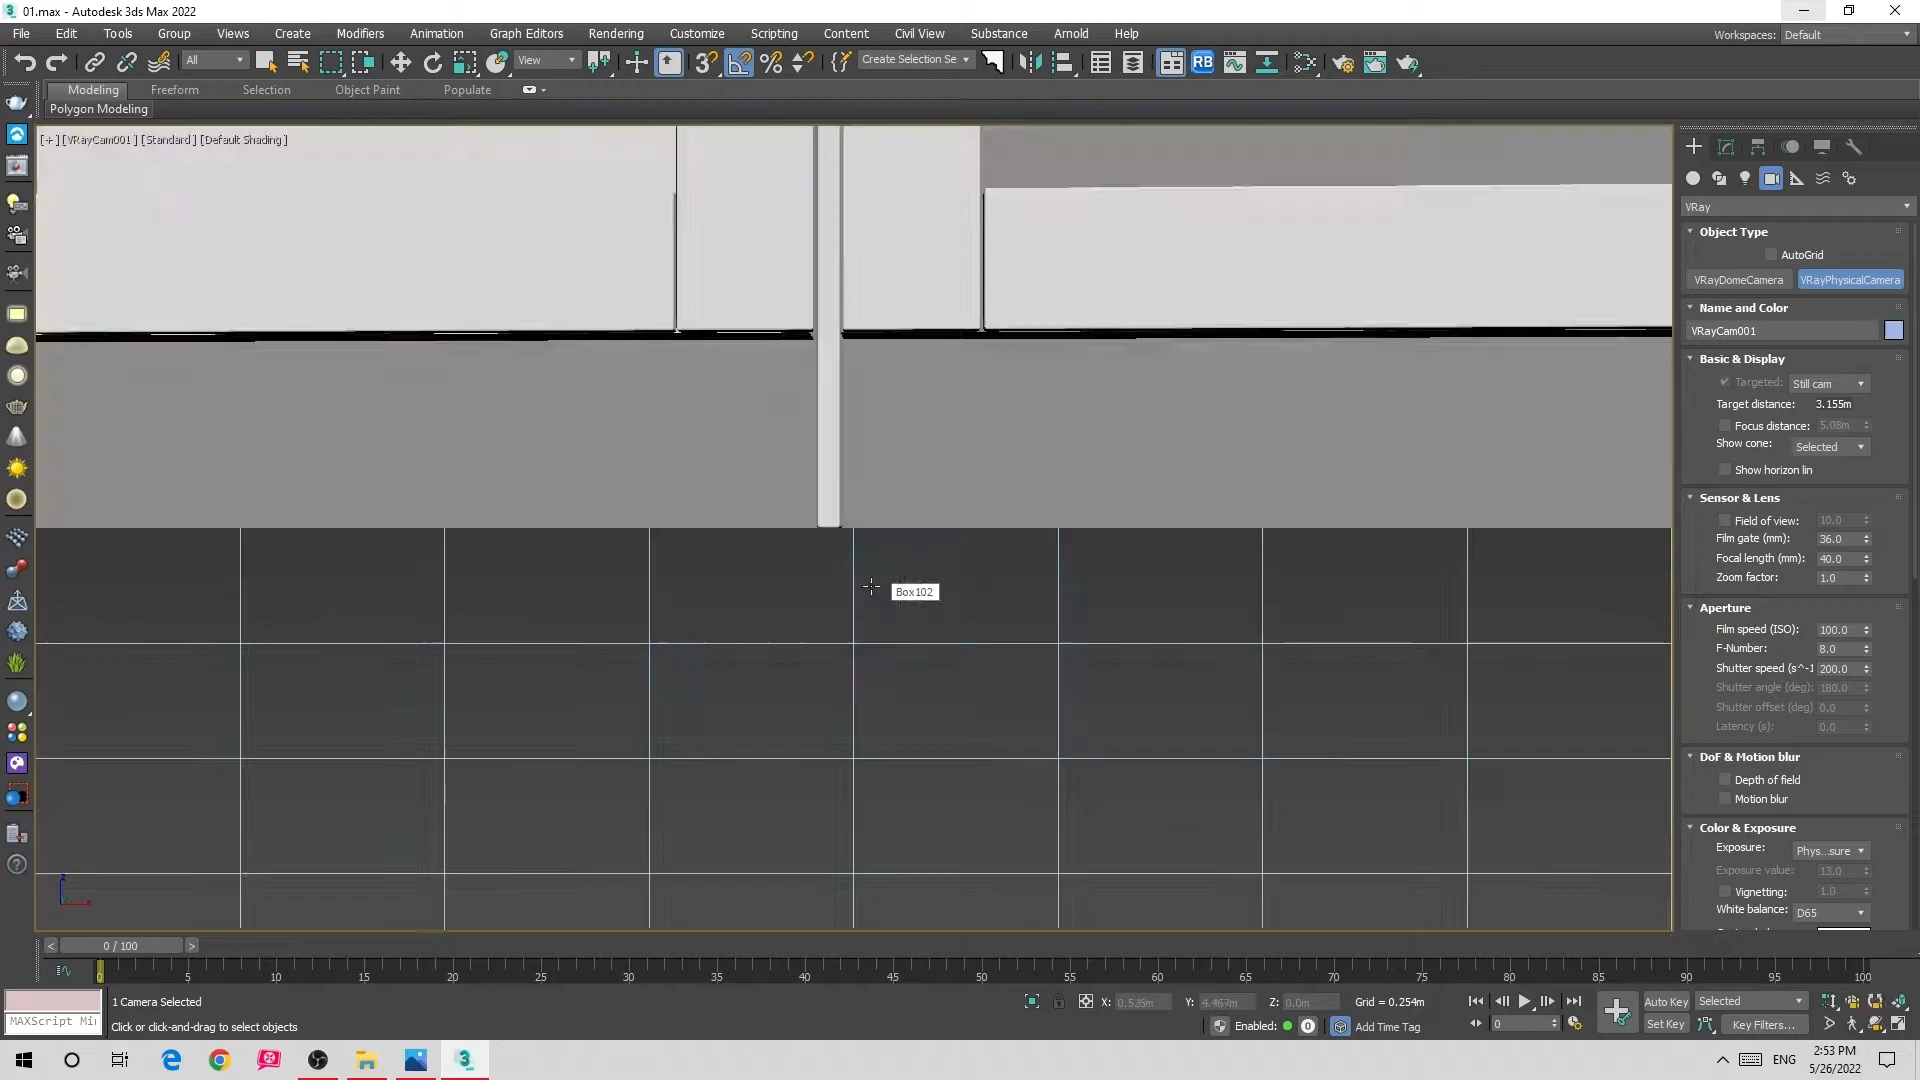 01.max - Autodesk 3ds Max 2022
File Edit Tools Group Views Create Modifiers Animation Graph Editors Rendering Customize Scripting Content Civil View Substance Arnold Help
Workspaces: Default
All View Create Selection Se RB
Modeling Freeform Selection Object Paint Populate
Polygon Modeling
[+] [VRayCam001 ] [Standard ] [Default Shading ]
VRay
Object Type
AutoGrid
VRayDomeCamera VRayPhysicalCamera
Name and Color
VRayCam001
Basic & Display
Targeted: Still cam
Target distance: 3.155m
Focus distance: 5.08m
Show cone: Selected
Show horizon lin
Sensor & Lens
Field of view: 10.0
Film gate (mm): 36.0
Focal length (mm): 40.0
Zoom factor: 1.0
Box102
Aperture
Film speed (ISO): 100.0
F-Number: 8.0
Shutter speed (s^-1 200.0
Shutter angle (deg): 180.0
Shutter offset (deg) 0.0
Latency (s): 0.0
DoF & Motion blur
Depth of field
Motion blur
Color & Exposure
Exposure: Phys...sure
Exposure value: 13.0
Vignetting: 1.0
White balance: D65
z
x
< 0 / 100 >
0 5 10 15 20 25 30 35 40 45 50 55 60 65 70 75 80 85 90 95 100
1 Camera Selected X: 0.526m Y: 4.467m Z: 0.0m Grid = 0.254m Auto Key Selected
MAXScript Mi
Click or click-and-drag to select objects Enabled: 0 Add Time Tag 0 Set Key Key Filters...
ENG
2:53 PM
5/26/2022